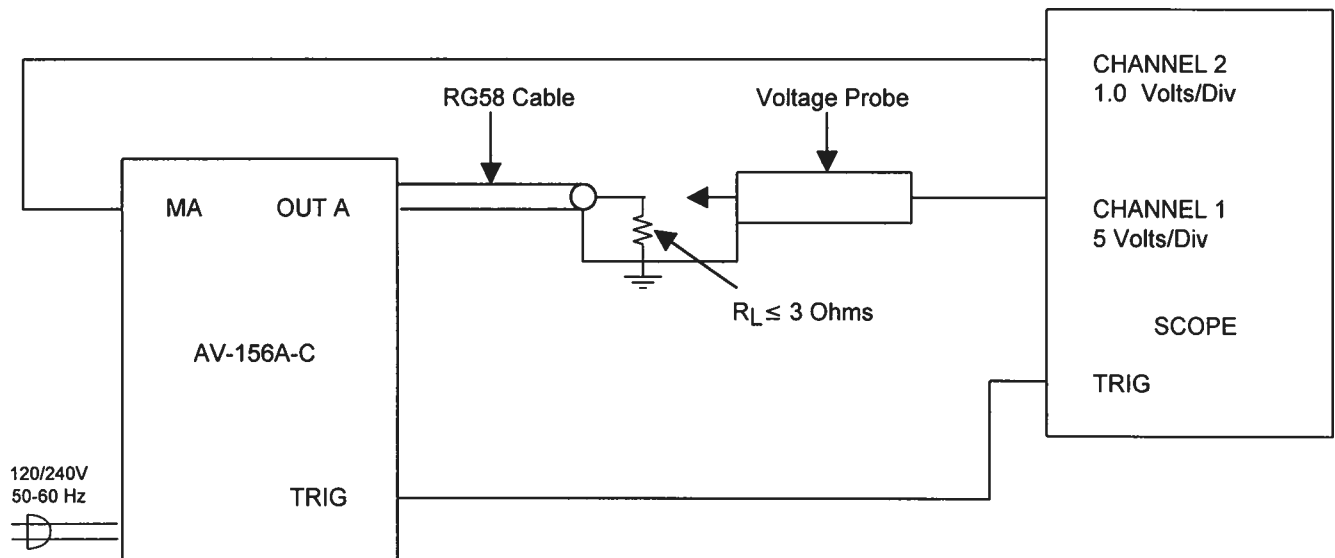 CHANNEL 2
1.0 Volts/Div
RG58 Cable
Voltage Probe
MA
OUT A
CHANNEL 1
5 Volts/Div
RL ≤ 3 Ohms
SCOPE
AV-156A-C
TRIG
120/240V
50-60 Hz
TRIG